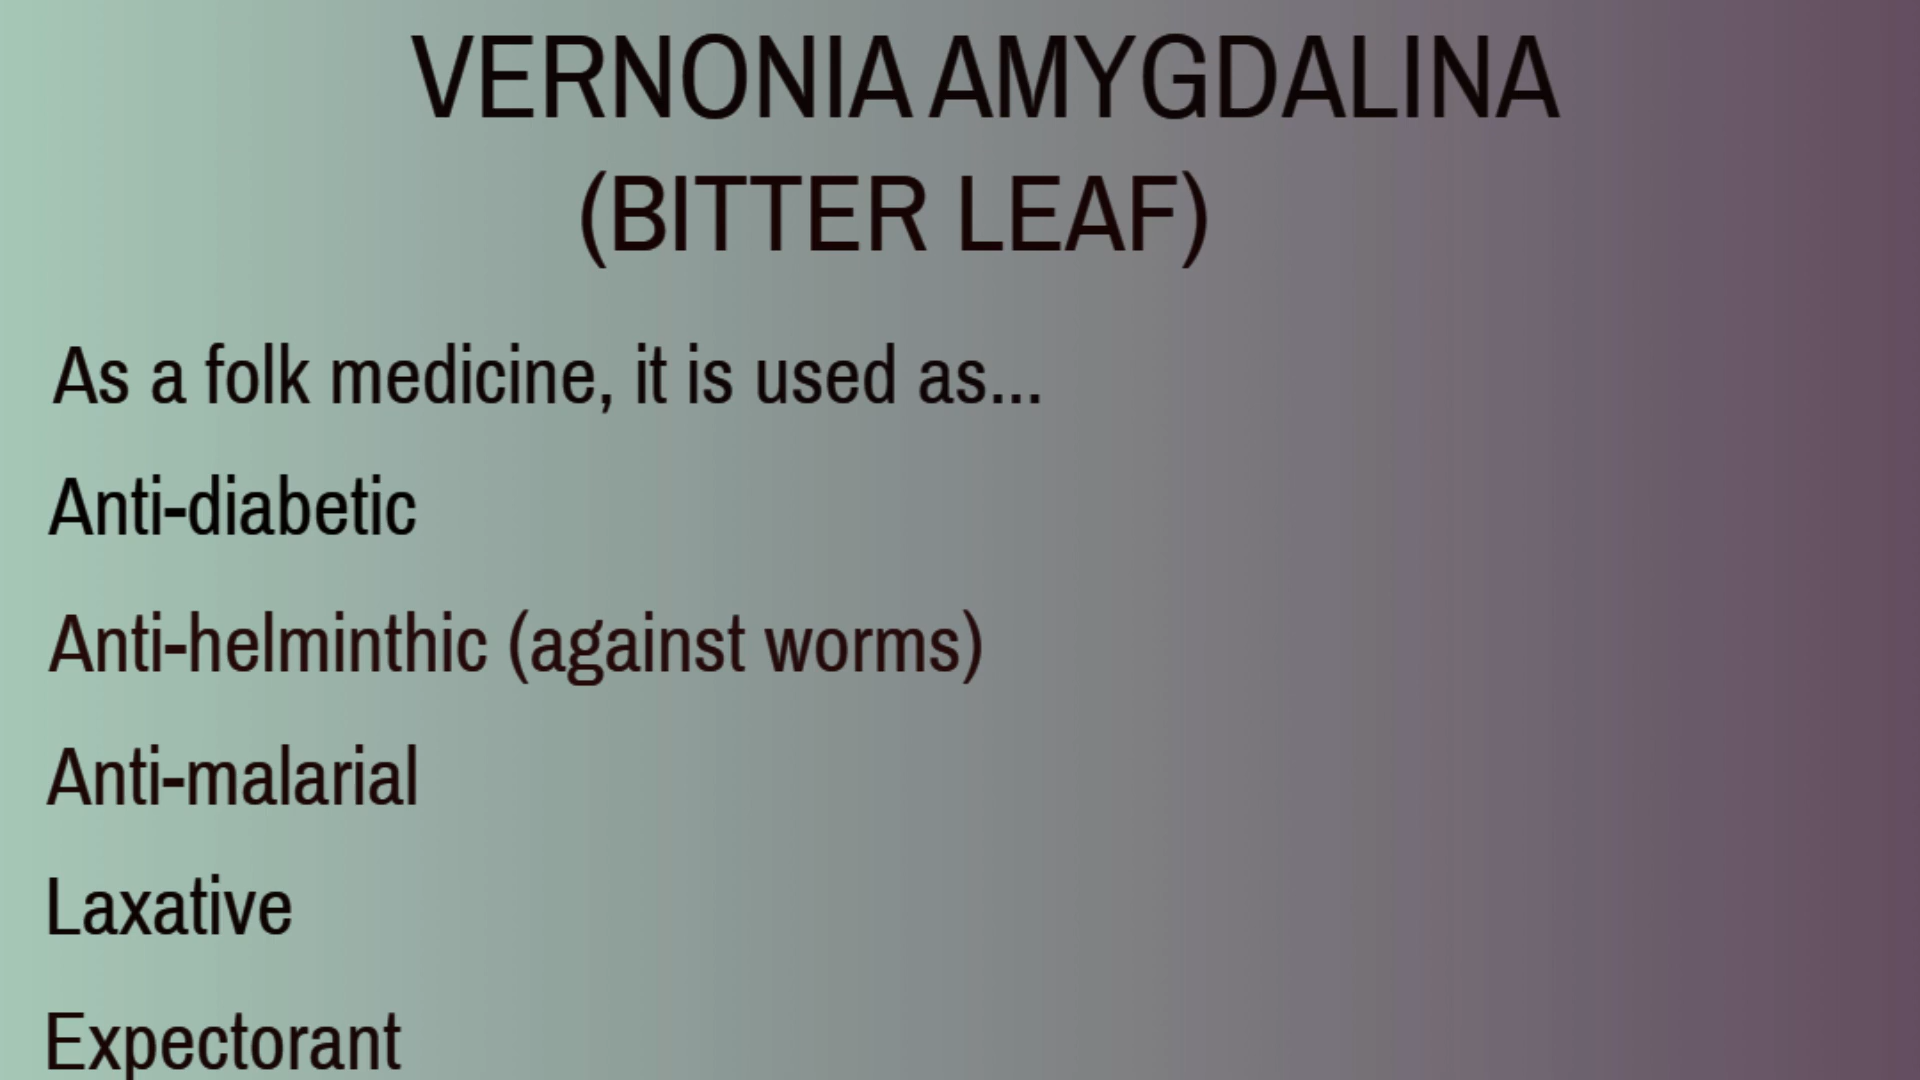 VERNONIA AMYGDALINA
(BITTER LEAF)
As a folk medicine, it is used as...
Anti-diabetic
Anti-helminthic (against worms)
Anti-malarial
Laxative
Expectorant